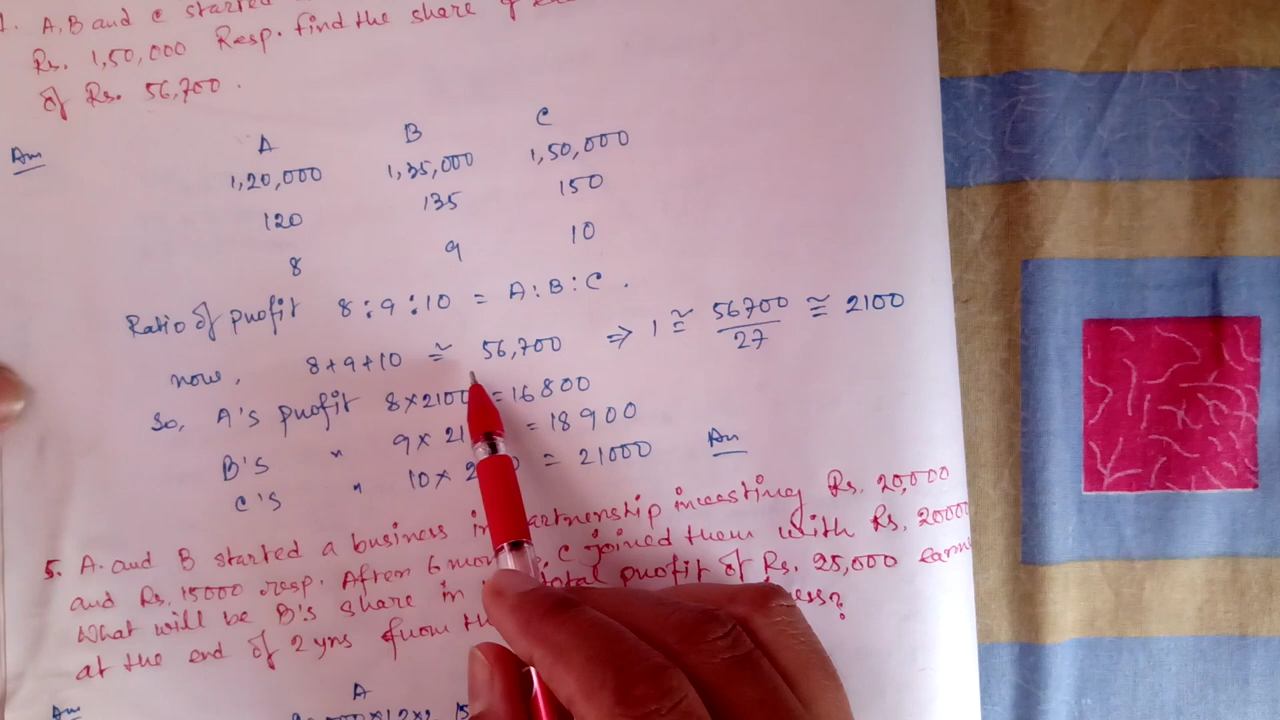 1. A, B and C started
Rs. 1,50,000 Resp. find the share of
of Rs. 56,700.
Ans
A B C
1,20,000 1,35,000 1,50,000
120 135 150
8 9 10
Ratio of profit 8:9:10 = A:B:C.
now, 8+9+10 ≅ 56,700 ⇒ 1 ≅ 56700/27 ≅ 2100
So, A's profit 8×2100 = 16800
B's " 9× 21 = 18900
C's " 10× 2 = 21000 Ans
5. A and B started a business in partnership investing Rs. 20,000
and Rs. 15000 resp. After 6 C joined them with Rs. 20000
What will be B's share in total profit of Rs. 25,000
at the end of 2 yrs from
Ans A